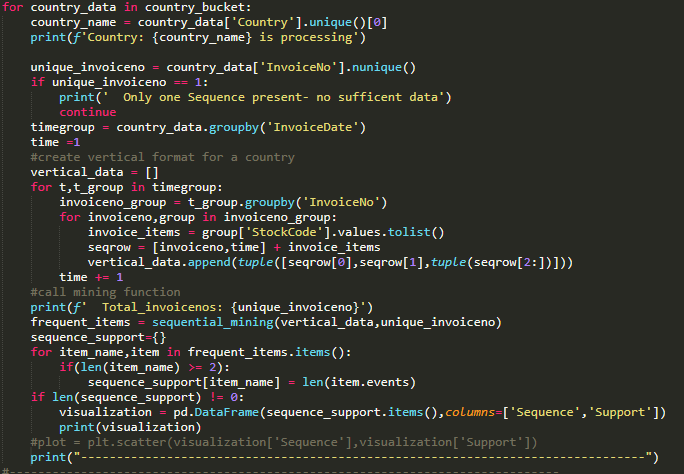 for country_data in country_bucket:
    country_name = country_data['Country'].unique()[0]
    print(f'Country: {country_name} is processing')

    unique_invoiceno = country_data['InvoiceNo'].nunique()
    if unique_invoiceno == 1:
        print('  Only one Sequence present- no sufficent data')
        continue
    timegroup = country_data.groupby('InvoiceDate')
    time =1
    #create vertical format for a country
    vertical_data = []
    for t,t_group in timegroup:
        invoiceno_group = t_group.groupby('InvoiceNo')
        for invoiceno,group in invoiceno_group:
            invoice_items = group['StockCode'].values.tolist()
            seqrow = [invoiceno,time] + invoice_items
            vertical_data.append(tuple([seqrow[0],seqrow[1],tuple(seqrow[2:])]))
        time += 1
    #call mining function
    print(f'  Total_invoicenos: {unique_invoiceno}')
    frequent_items = sequential_mining(vertical_data,unique_invoiceno)
    sequence_support={}
    for item_name,item in frequent_items.items():
        if(len(item_name) >= 2):
            sequence_support[item_name] = len(item.events)
    if len(sequence_support) != 0:
        visualization = pd.DataFrame(sequence_support.items(),columns=['Sequence','Support'])
        print(visualization)
    #plot = plt.scatter(visualization['Sequence'],visualization['Support'])
    print("------------------------------------------------------------------------------")
#----------------------------------------------------------------------------